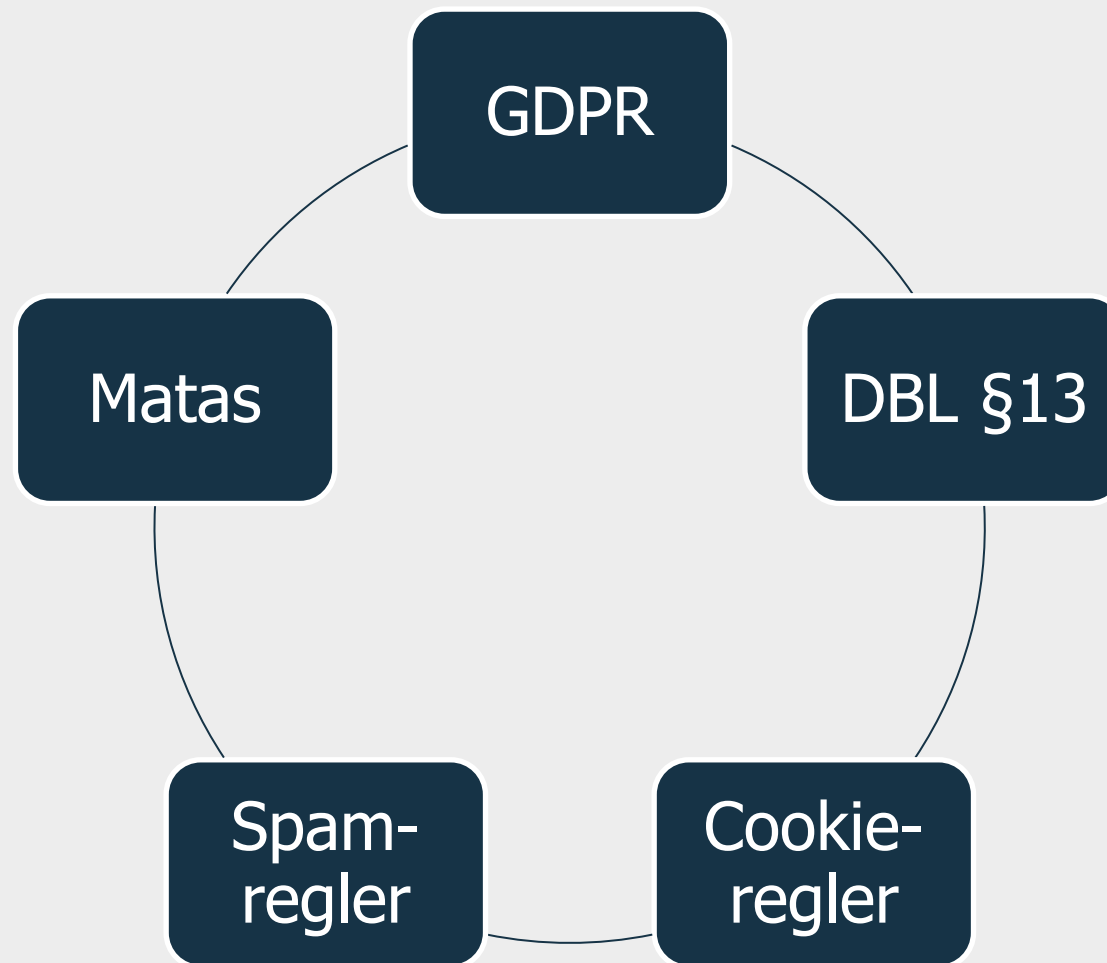 GDPR
Matas
DBL §13
Spam-
regler
Cookie-
regler